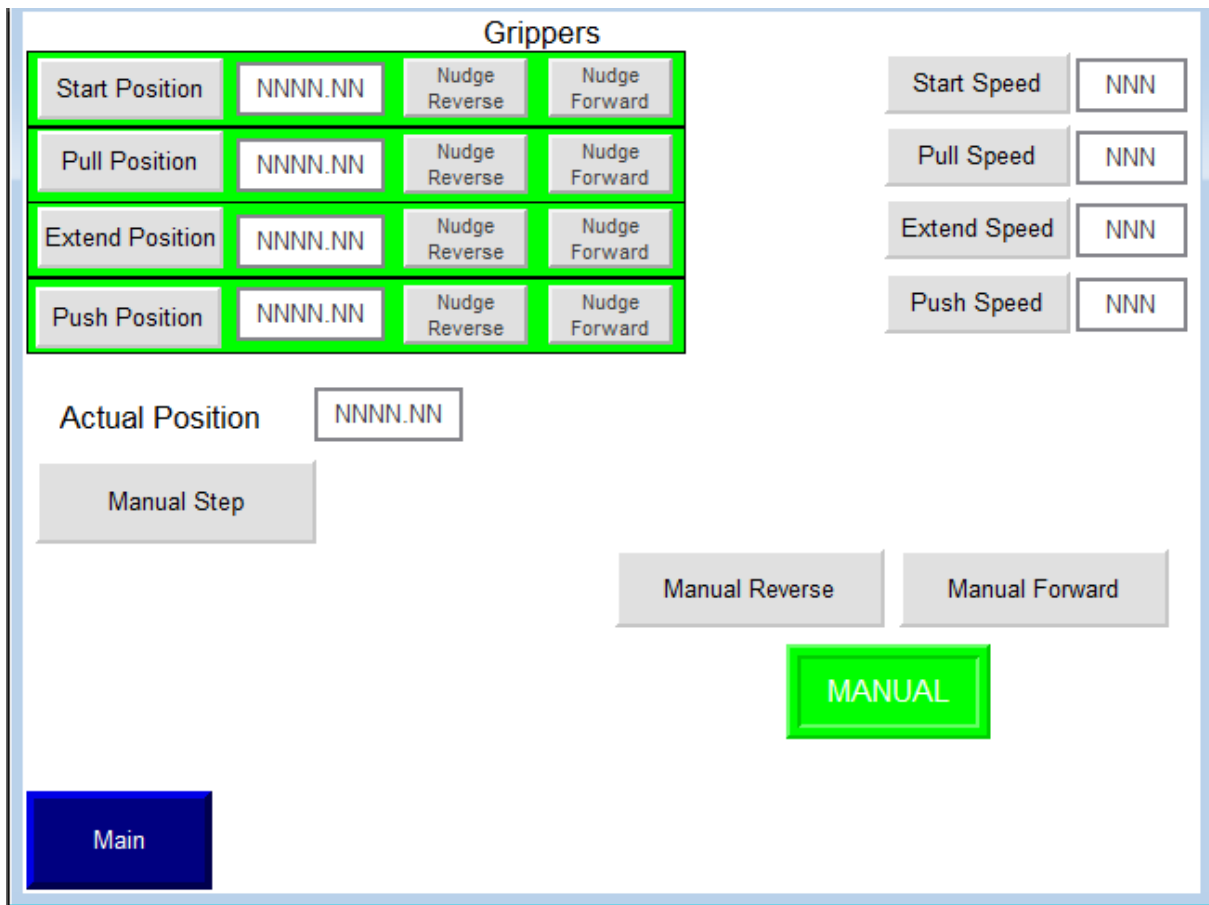 Grippers
Start Position NNNN.NN Nudge Reverse Nudge Forward Start Speed NNN
Pull Position NNNN.NN Nudge Reverse Nudge Forward Pull Speed NNN
Extend Position NNNN.NN Nudge Reverse Nudge Forward Extend Speed NNN
Push Position NNNN.NN Nudge Reverse Nudge Forward Push Speed NNN
Actual Position NNNN.NN
Manual Step
Manual Reverse Manual Forward
MANUAL
Main